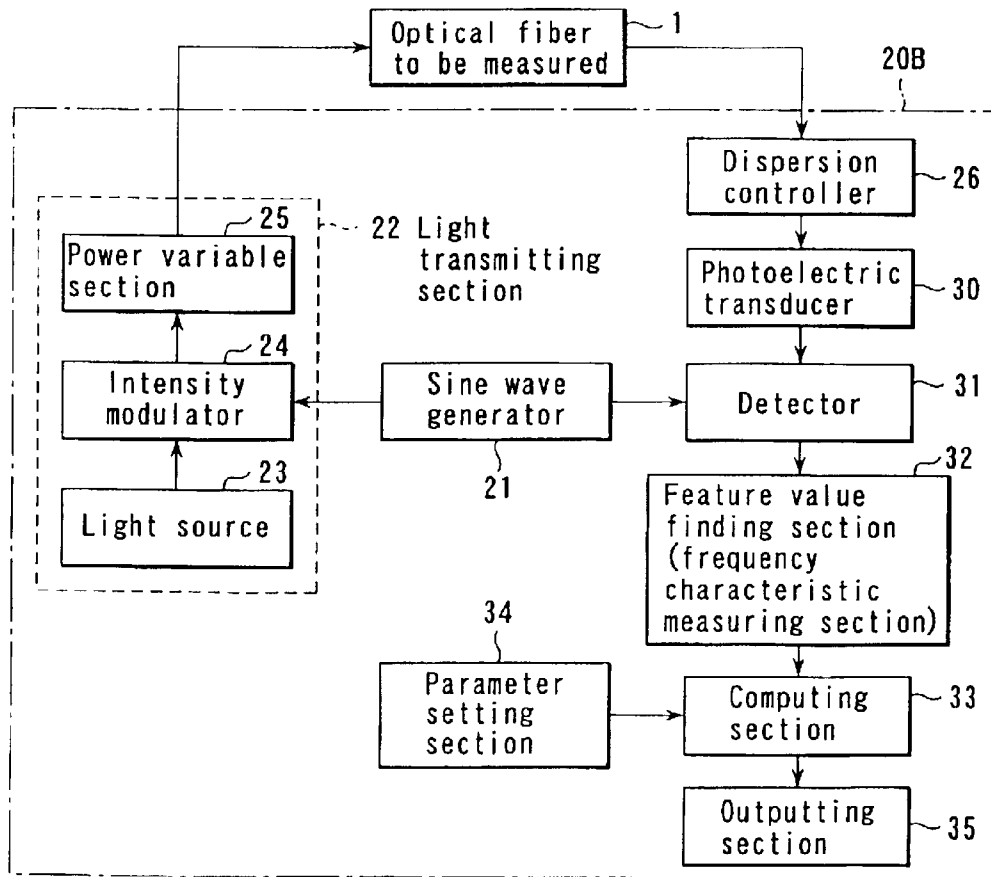 1
Optical fiber
to be measured
20B
Dispersion
controller
26
25
Power variable
section
22 Light
transmitting
section
Photoelectric
transducer
30
24
Intensity
modulator
Sine wave
generator
21
31
Detector
23
Light source
32
Feature value
finding section
(frequency
characteristic
measuring section)
34
Parameter
setting
section
Computing
section
33
Outputting
section
35